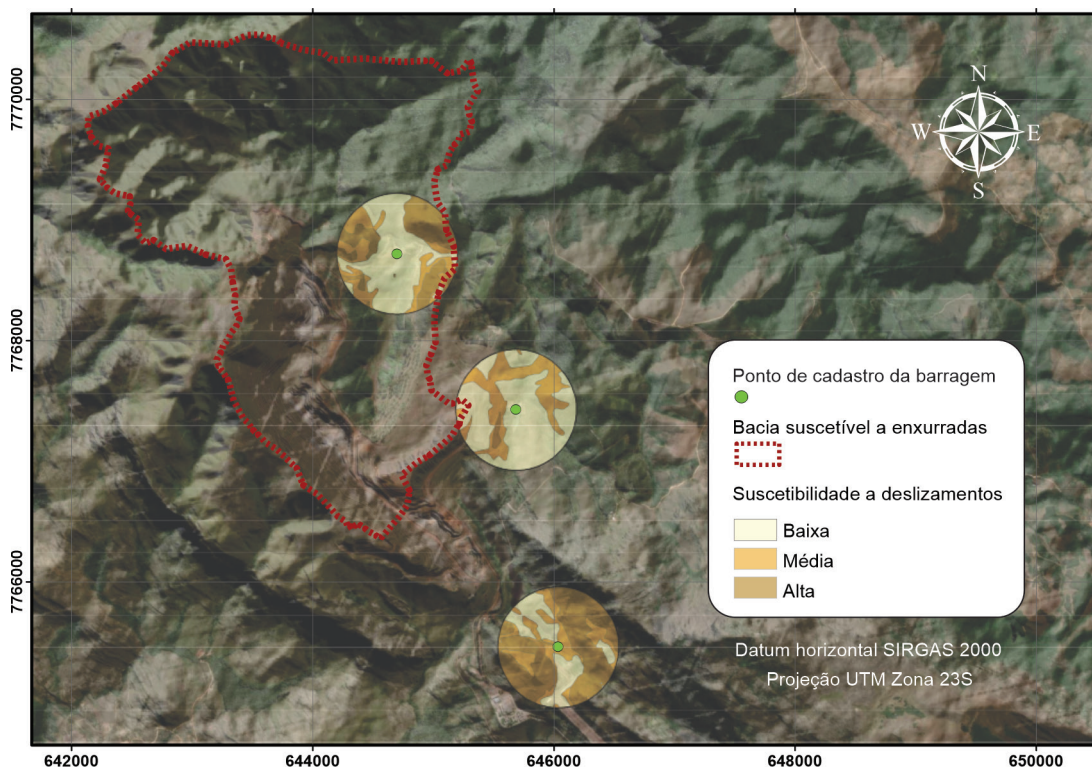 7770000
7768000
7766000
N
W
E
S
Ponto de cadastro da barragem
Bacia suscetível a enxurradas
Suscetibilidade a deslizamentos
Baixa
Média
Alta
Datum horizontal SIRGAS 2000
Projeção UTM Zona 23S
642000
644000
646000
648000
650000